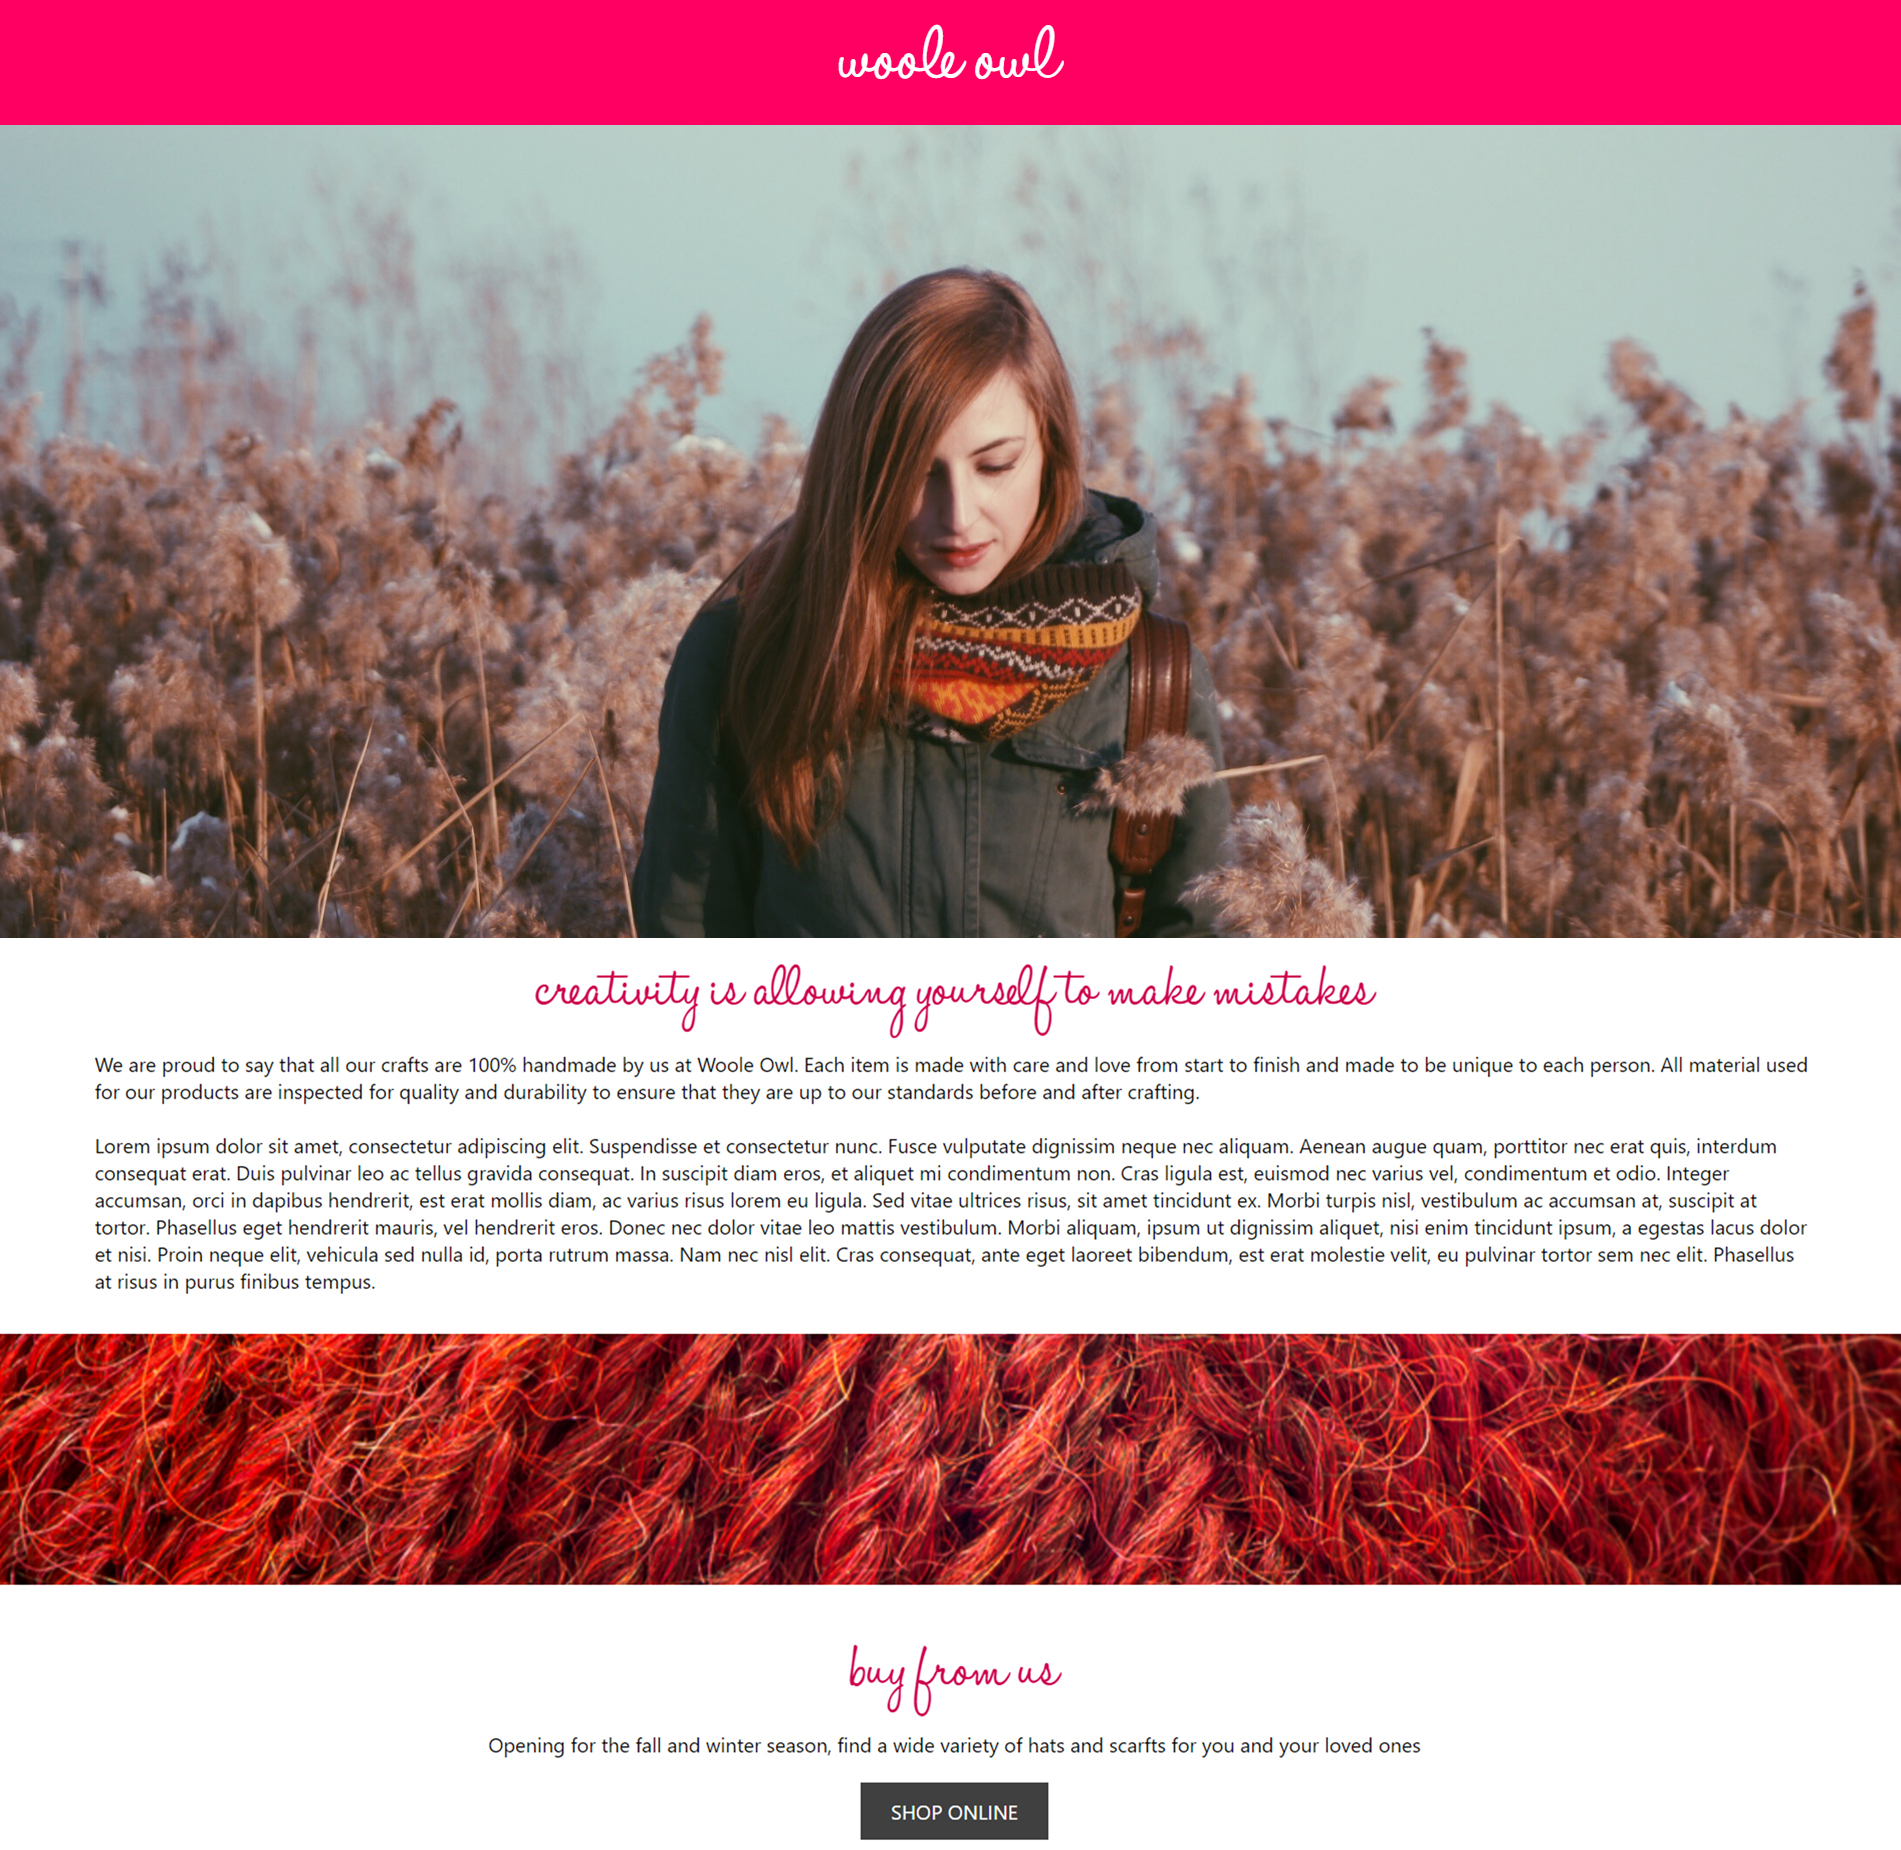 woole owl
creativity is allowing yourself to make mistakes
We are proud to say that all our crafts are 100% handmade by us at Woole Owl. Each item is made with care and love from start to finish and made to be unique to each person. All material used
for our products are inspected for quality and durability to ensure that they are up to our standards before and after crafting.
Lorem ipsum dolor sit amet, consectetur adipiscing elit. Suspendisse et consectetur nunc. Fusce vulputate dignissim neque nec aliquam. Aenean augue quam, porttitor nec erat quis, interdum
consequat erat. Duis pulvinar leo ac tellus gravida consequat. In suscipit diam eros, et aliquet mi condimentum non. Cras ligula est, euismod nec varius vel, condimentum et odio. Integer
accumsan, orci in dapibus hendrerit, est erat mollis diam, ac varius risus lorem eu ligula. Sed vitae ultrices risus, sit amet tincidunt ex. Morbi turpis nisl, vestibulum ac accumsan at, suscipit at
tortor. Phasellus eget hendrerit mauris, vel hendrerit eros. Donec nec dolor vitae leo mattis vestibulum. Morbi aliquam, ipsum ut dignissim aliquet, nisi enim tincidunt ipsum, a egestas lacus dolor
et nisi. Proin neque elit, vehicula sed nulla id, porta rutrum massa. Nam nec nisl elit. Cras consequat, ante eget laoreet bibendum, est erat molestie velit, eu pulvinar tortor sem nec elit. Phasellus
at risus in purus finibus tempus.
buy from us
Opening for the fall and winter season, find a wide variety of hats and scarfts for you and your loved ones
SHOP ONLINE